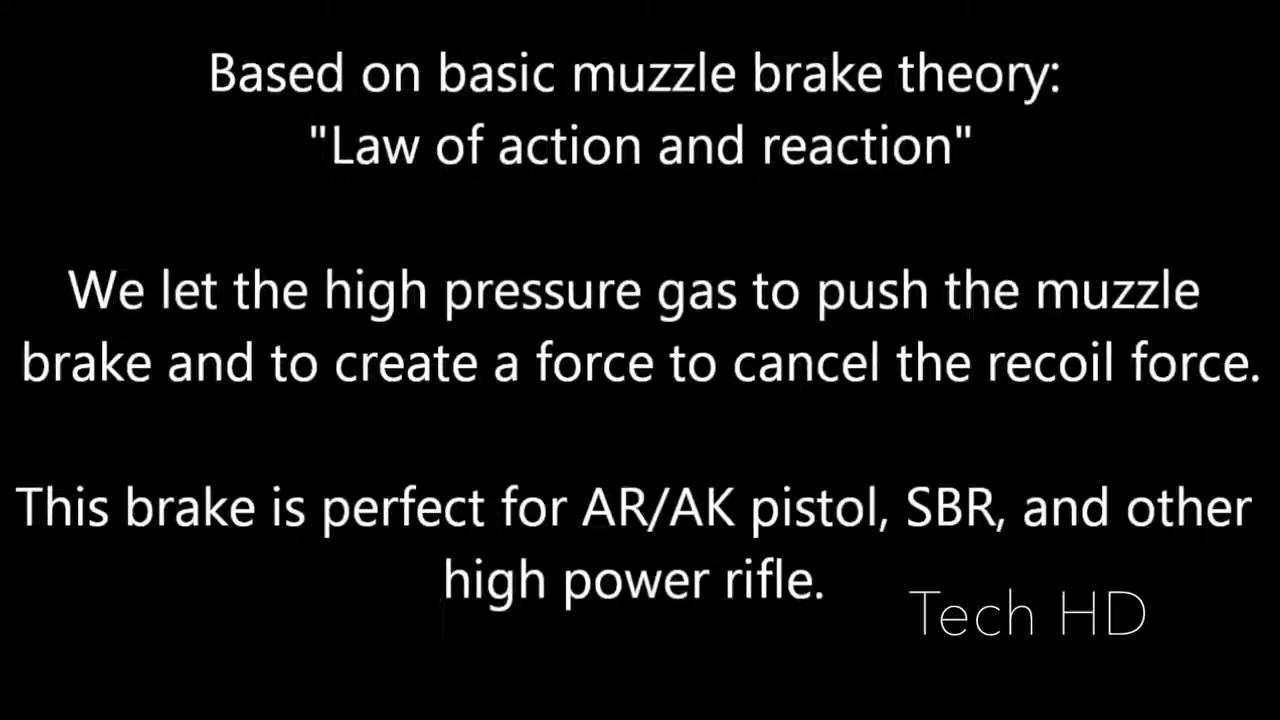 Based on basic muzzle brake theory:
"Law of action and reaction"
We let the high pressure gas to push the muzzle
brake and to create a force to cancel the recoil force.
This brake is perfect for AR/AK pistol, SBR, and other
high power rifle.
Tech HD